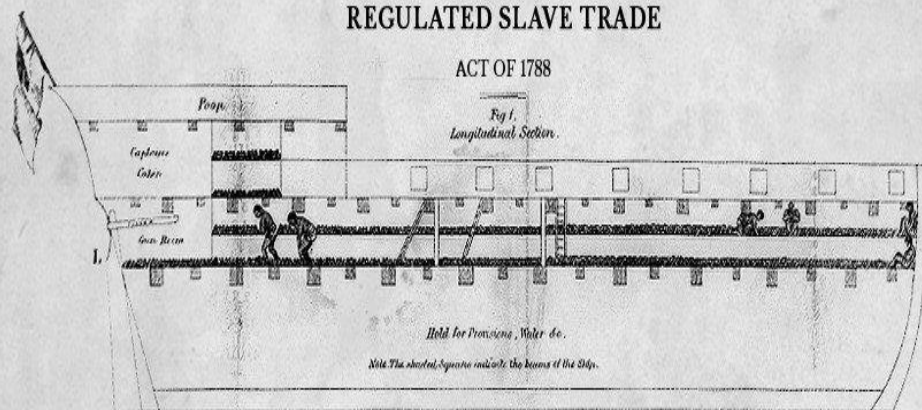 REGULATED SLAVE TRADE
ACT OF 1788
Fig 1,
Longitudinal Section.
Poop
Cabin
Gun Room
Hold for Provisions, Water &c.
Note. The shaded Squares indicate the beams of the Ship.